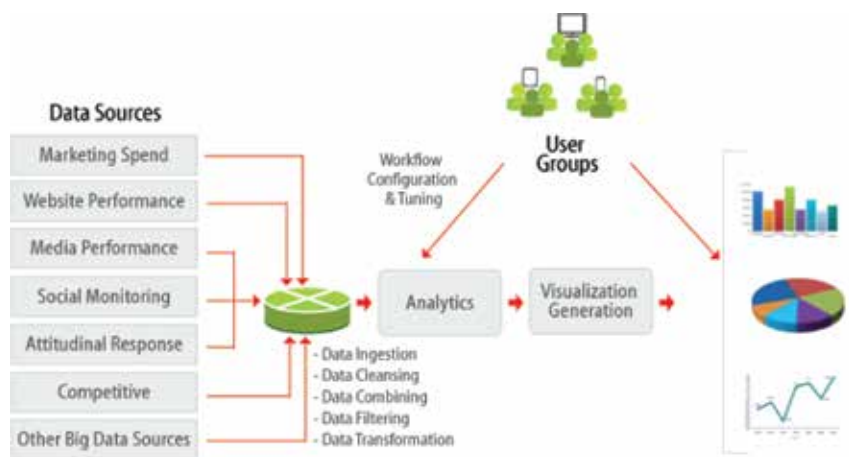 Data Sources
Marketing Spend
Website Performance
Media Performance
Social Monitoring
Attitudinal Response
Competitive
Other Big Data Sources
- Data Ingestion
- Data Cleansing
- Data Combining
- Data Filtering
- Data Transformation
Workflow
Configuration
& Tuning
User
Groups
Analytics
Visualization
Generation